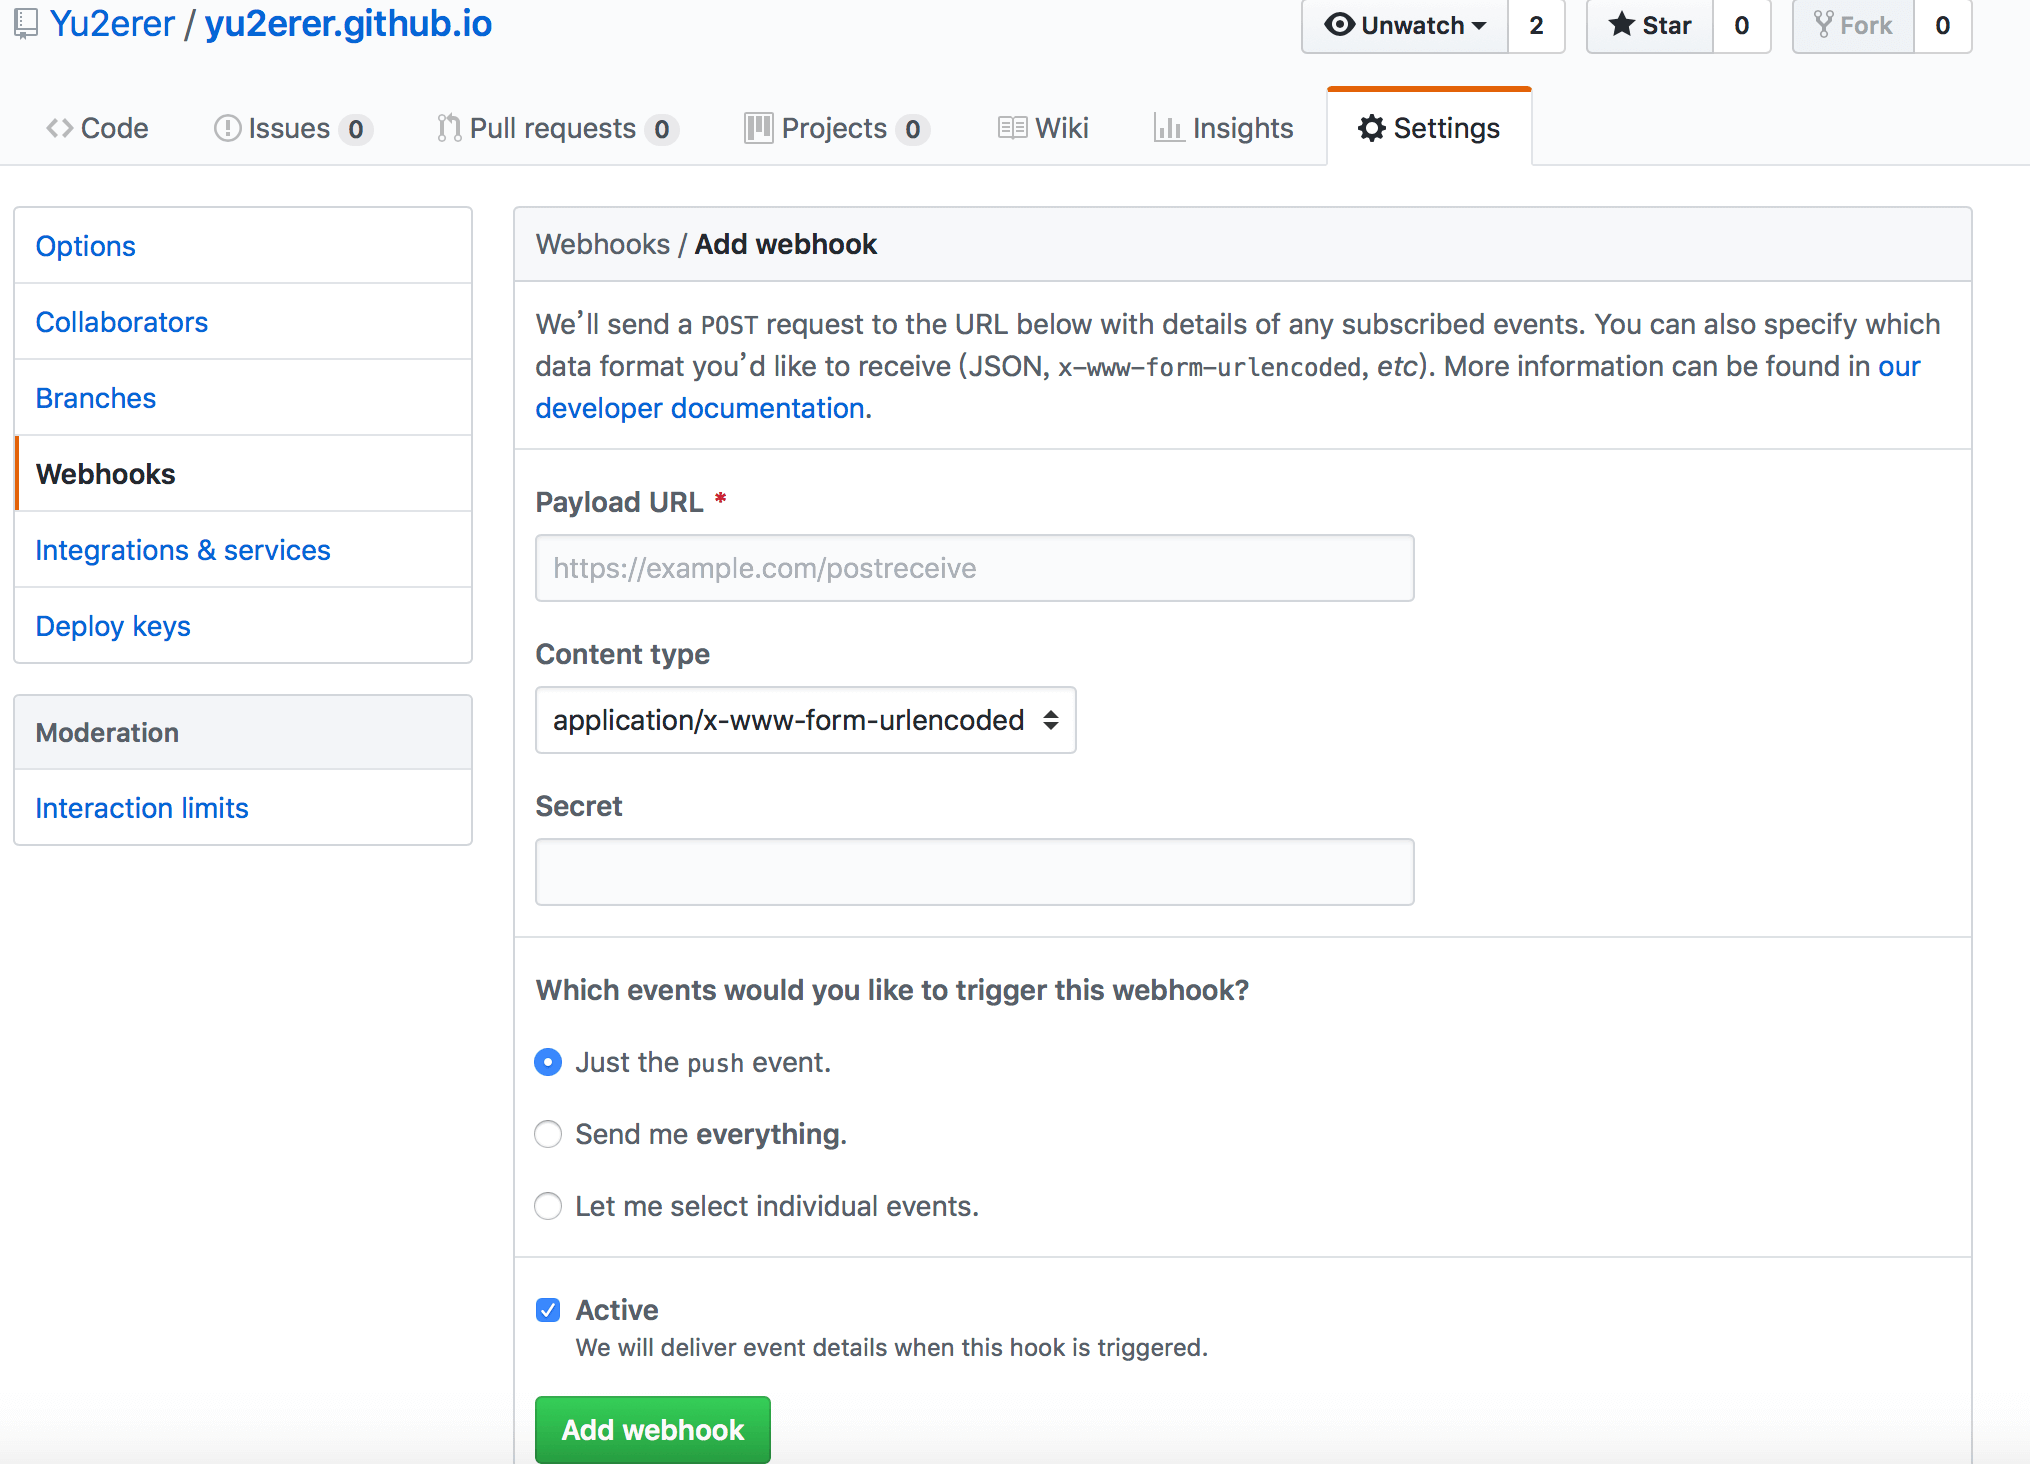 Yu2erer / yu2erer.github.io
Unwatch 2 Star 0 Fork 0
Code Issues 0 Pull requests 0 Projects 0 Wiki Insights Settings
Options
Collaborators
Branches
Webhooks
Integrations & services
Deploy keys
Moderation
Interaction limits
Webhooks / Add webhook
We’ll send a POST request to the URL below with details of any subscribed events. You can also specify which
data format you’d like to receive (JSON, x-www-form-urlencoded, etc). More information can be found in our
developer documentation.
Payload URL *
https://example.com/postreceive
Content type
application/x-www-form-urlencoded
Secret
Which events would you like to trigger this webhook?
Just the push event.
Send me everything.
Let me select individual events.
Active
We will deliver event details when this hook is triggered.
Add webhook